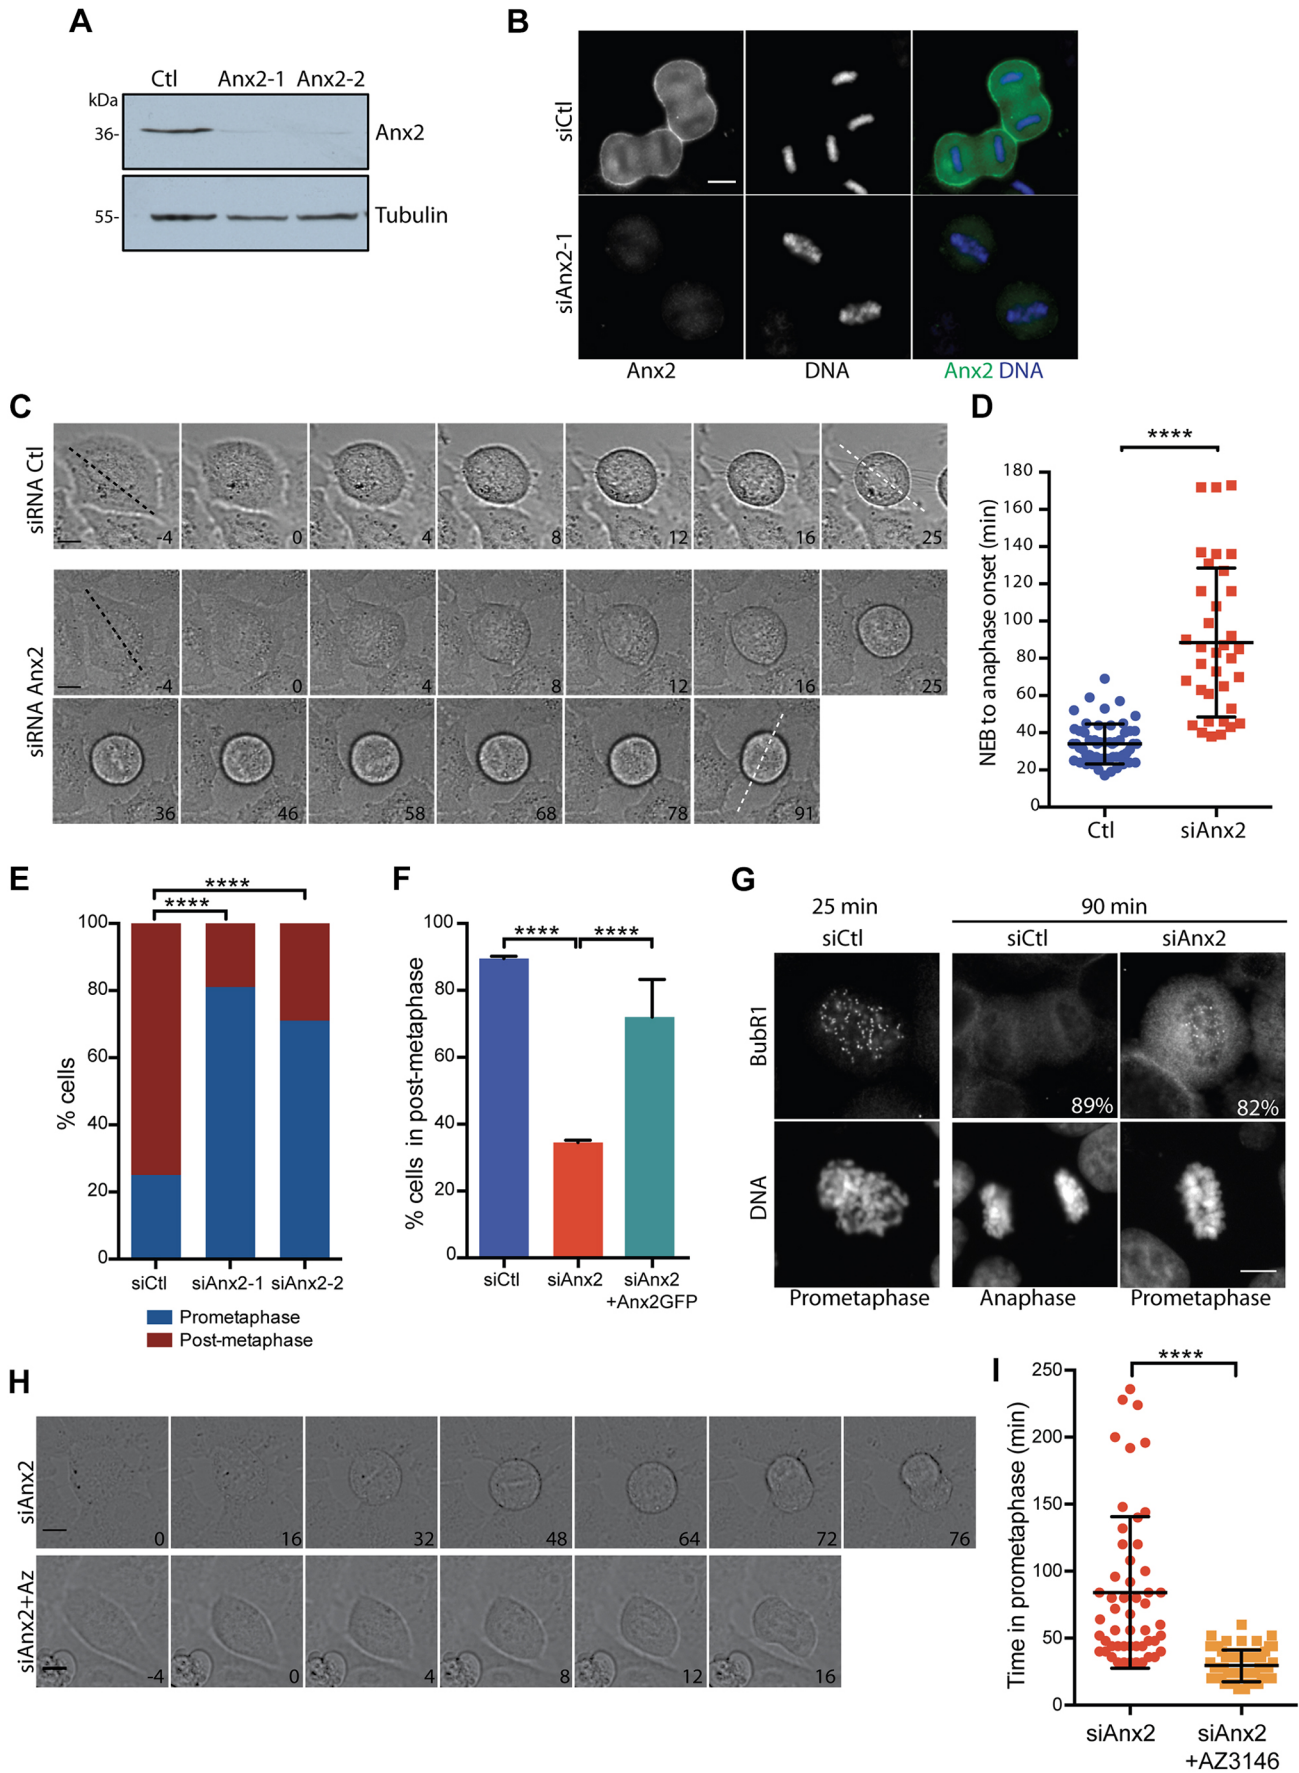 A
Ctl Anx2-1 Anx2-2
kDa
36-
Anx2
55-
Tubulin
B
siCtl
siAnx2-1
Anx2 DNA Anx2 DNA
C
siRNA Ctl
-4 0 4 8 12 16 25
siRNA Anx2
-4 0 4 8 12 16 25
36 46 58 68 78 91
D
****
NEB to anaphase onset (min)
180
160
140
120
100
80
60
40
20
0
Ctl siAnx2
E
****
****
% cells
100
80
60
40
20
0
siCtl siAnx2-1 siAnx2-2
Prometaphase
Post-metaphase
F
**** ****
% cells in post-metaphase
100
80
60
40
20
0
siCtl siAnx2 siAnx2
+Anx2GFP
G
25 min 90 min
siCtl siCtl siAnx2
BubR1
89% 82%
DNA
Prometaphase Anaphase Prometaphase
H
siAnx2
0 16 32 48 64 72 76
siAnx2+Az
-4 0 4 8 12 16
I
****
Time in prometaphase (min)
250
200
150
100
50
0
siAnx2 siAnx2
+AZ3146